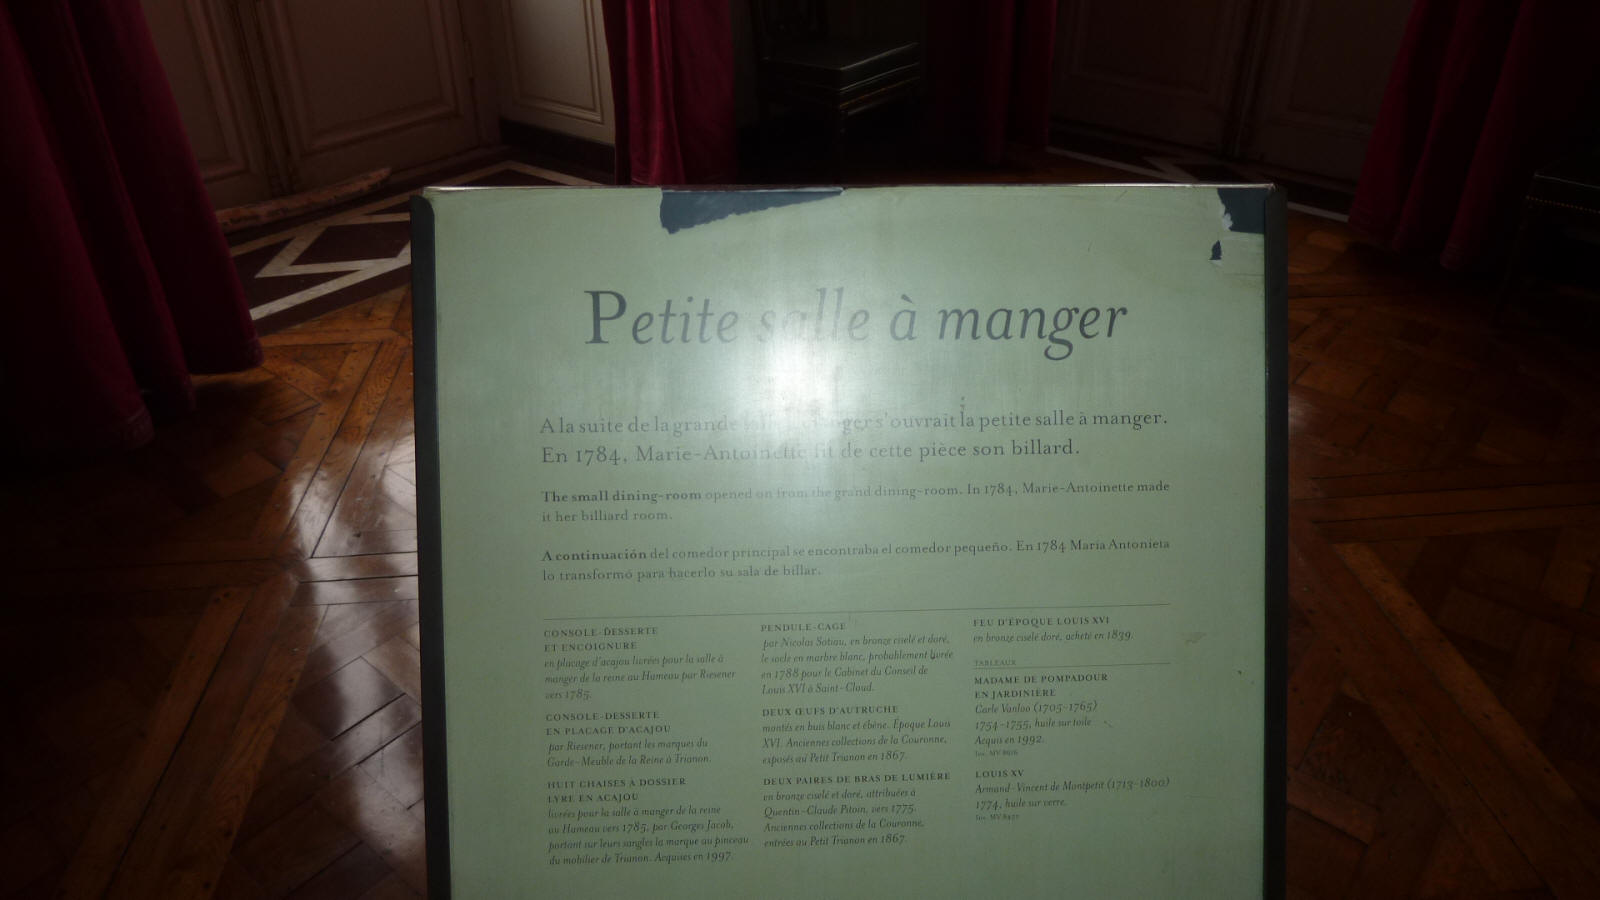 Petite salle à manger
A la suite de la grande salle à manger s'ouvrait la petite salle à manger.
En 1784, Marie-Antoinette fit de cette pièce son billard.
The small dining-room opened on from the grand dining-room. In 1784, Marie-Antoinette made
it her billiard room.
A continuación del comedor principal se encontraba el comedor pequeño. En 1784 Maria Antonieta
lo transformó para hacerlo su sala de billar.
CONSOLE-DESSERTE
ET ENCOIGNURE
en placage d'acajou livrées pour la salle à
manger de la reine au Hameau par Riesener
vers 1785.
CONSOLE-DESSERTE
EN PLACAGE D'ACAJOU
par Riesener, portant les marques du
Garde-Meuble de la Reine à Trianon.
HUIT CHAISES À DOSSIER
LYRE EN ACAJOU
livrées pour la salle à manger de la reine
au Hameau vers 1785, par Georges Jacob,
portant sur leurs sangles la marque au pinceau
du mobilier de Trianon. Acquises en 1997.
PENDULE-CAGE
par Nicolas Sotiau, en bronze ciselé et doré,
le socle en marbre blanc, probablement livrée
en 1788 pour le Cabinet du Conseil de
Louis XVI à Saint-Cloud.
DEUX ŒUFS D'AUTRUCHE
montés en buis blanc et ébène. Époque Louis
XVI. Anciennes collections de la Couronne,
exposés au Petit Trianon en 1867.
DEUX PAIRES DE BRAS DE LUMIÈRE
en bronze ciselé et doré, attribuées à
Quentin-Claude Pitoin, vers 1775.
Anciennes collections de la Couronne,
entrées au Petit Trianon en 1867.
FEU D'ÉPOQUE LOUIS XVI
en bronze ciselé doré, acheté en 1839.
TABLEAUX
MADAME DE POMPADOUR
EN JARDINIÈRE
Carle Vanloo (1705-1765)
1754-1755, huile sur toile
Acquis en 1992.
Inv. MV 8916
LOUIS XV
Armand-Vincent de Montpetit (1713-1800)
1774, huile sur verre.
Inv. MV